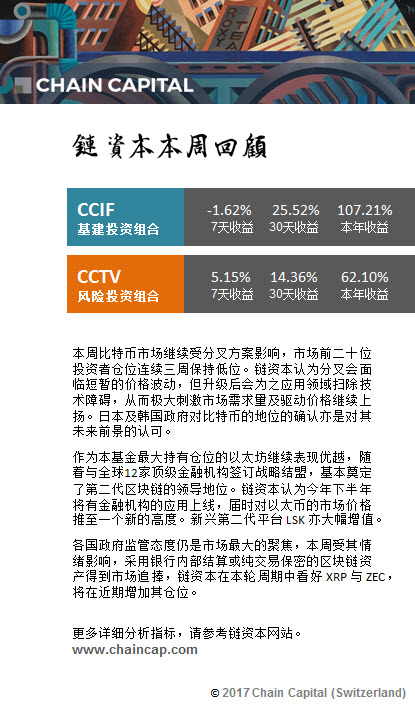 CHAIN CAPITAL
鏈资本本周回顧
CCIF
基建投资组合
-1.62% 25.52% 107.21%
7天收益 30天收益 本年收益
CCTV
风险投资组合
5.15% 14.36% 62.10%
7天收益 30天收益 本年收益
本周比特币市场继续受分叉方案影响，市场前二十位
投资者仓位连续三周保持低位。链资本认为分叉会面
临短暂的价格波动，但升级后会为之应用领域扫除技
术障碍，从而极大刺激市场需求量及驱动价格继续上
扬。日本及韩国政府对比特币的地位的确认亦是对其
未来前景的认可。
作为本基金最大持有仓位的以太坊继续表现优越，随
着与全球12家顶级金融机构签订战略结盟，基本奠定
了第二代区块链的领导地位。链资本认为今年下半年
将有金融机构的应用上线，届时对以太币的市场价格
推至一个新的高度。新兴第二代平台 LSK 亦大幅增值。
各国政府监管态度仍是市场最大的聚焦，本周受其情
绪影响，采用银行内部结算或纯交易保密的区块链资
产得到市场追捧，链资本在本轮周期中看好 XRP 与 ZEC，
将在近期增加其仓位。
更多详细分析指标，请参考链资本网站。
www.chaincap.com
© 2017 Chain Capital (Switzerland)